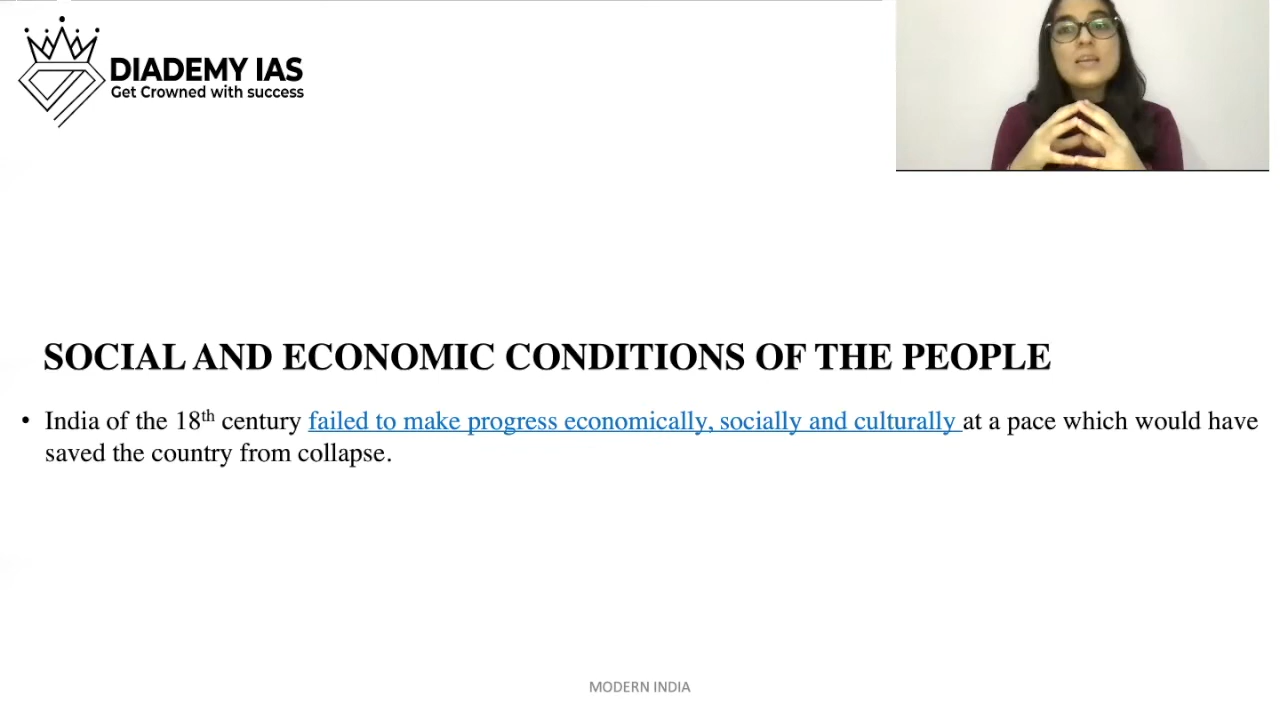 DIADEMY IAS
Get Crowned with success
SOCIAL AND ECONOMIC CONDITIONS OF THE PEOPLE
• India of the 18th century failed to make progress economically, socially and culturally at a pace which would have
saved the country from collapse.
MODERN INDIA